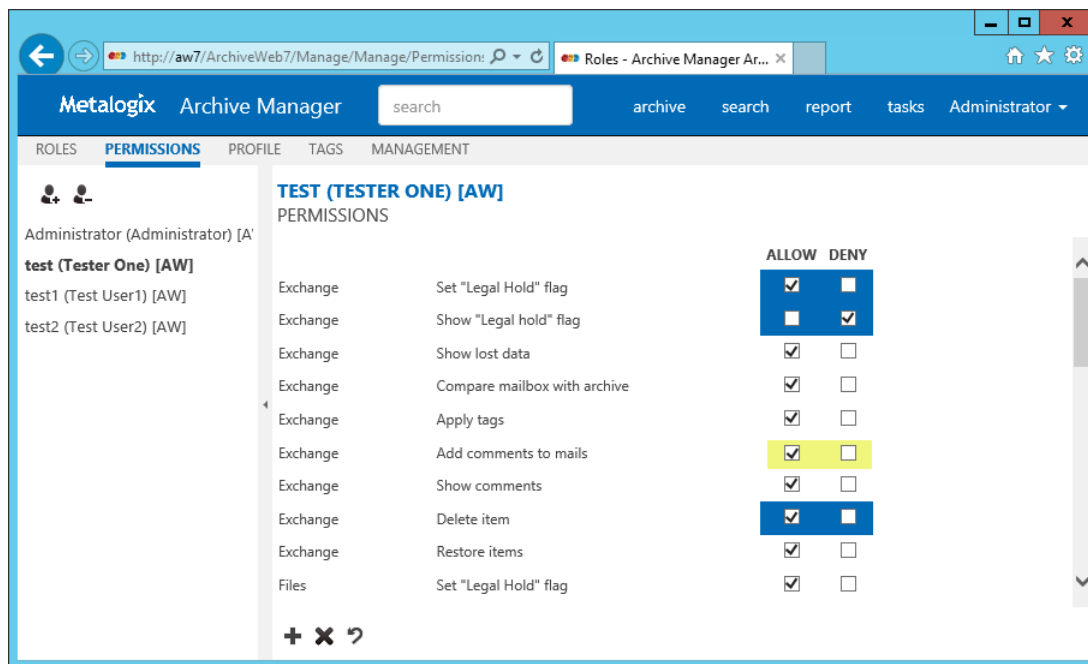 http://aw7/ArchiveWeb7/Manage/Manage/Permission:
Roles - Archive Manager Ar...
Metalogix Archive Manager search archive search report tasks Administrator
ROLES PERMISSIONS PROFILE TAGS MANAGEMENT
TEST (TESTER ONE) [AW]
PERMISSIONS
Administrator (Administrator) [A
test (Tester One) [AW]
test1 (Test User1) [AW]
test2 (Test User2) [AW]
ALLOW DENY
Exchange Set "Legal Hold" flag
Exchange Show "Legal hold" flag
Exchange Show lost data
Exchange Compare mailbox with archive
Exchange Apply tags
Exchange Add comments to mails
Exchange Show comments
Exchange Delete item
Exchange Restore items
Files Set "Legal Hold" flag